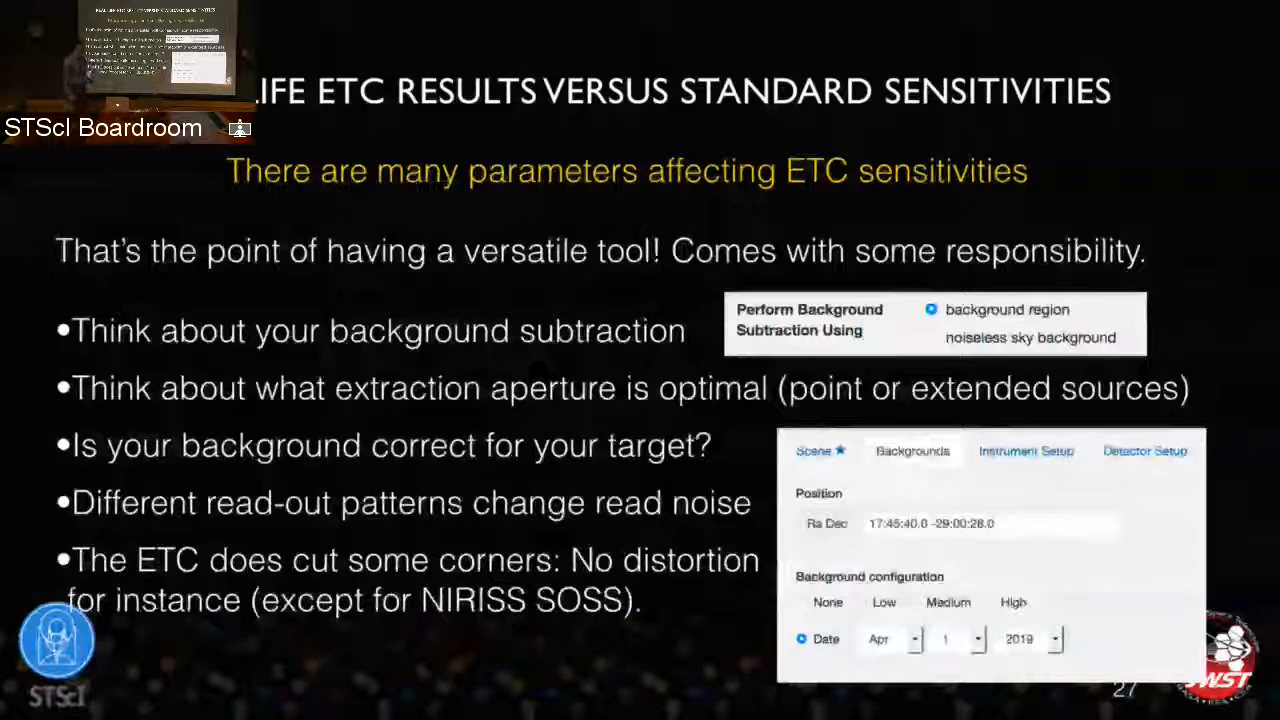 STScI Boardroom
LIFE ETC RESULTS VERSUS STANDARD SENSITIVITIES
There are many parameters affecting ETC sensitivities
That's the point of having a versatile tool! Comes with some responsibility.
•Think about your background subtraction
Perform Background Subtraction Using
background region
noiseless sky background
•Think about what extraction aperture is optimal (point or extended sources)
•Is your background correct for your target?
•Different read-out patterns change read noise
•The ETC does cut some corners: No distortion
for instance (except for NIRISS SOSS).
Scene ★ Backgrounds Instrument Setup Detector Setup
Position
Ra Dec 17:45:40.0 -29:00:28.0
Background configuration
None Low Medium High
Date Apr 1 2019
STScI
JWST
27